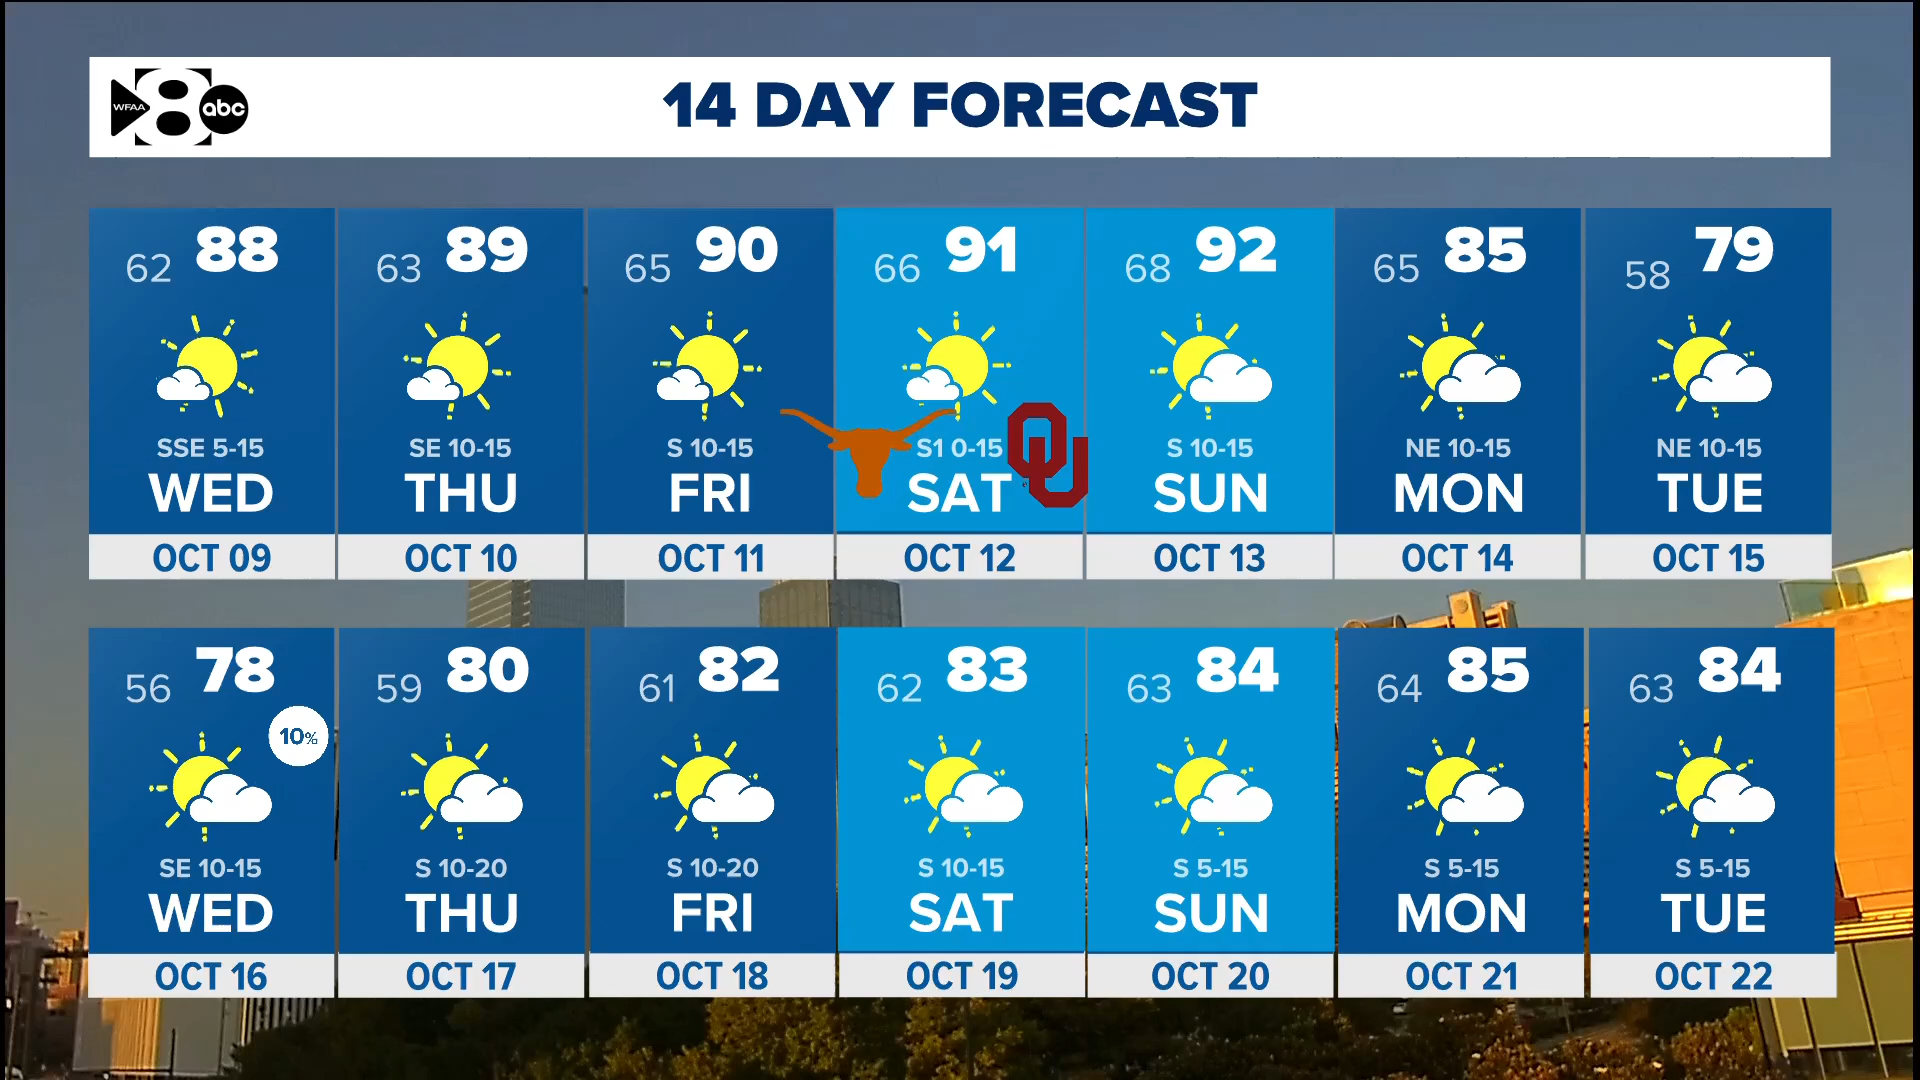 WFAA 8 abc
14 DAY FORECAST
62 88 63 89 65 90 66 91 68 92 65 85 58 79
SSE 5-15 SE 10-15 S 10-15 S1 0-15 S 10-15 NE 10-15 NE 10-15
WED THU FRI SAT OU SUN MON TUE
OCT 09 OCT 10 OCT 11 OCT 12 OCT 13 OCT 14 OCT 15
56 78 59 80 61 82 62 83 63 84 64 85 63 84
10%
SE 10-15 S 10-20 S 10-20 S 10-15 S 5-15 S 5-15 S 5-15
WED THU FRI SAT SUN MON TUE
OCT 16 OCT 17 OCT 18 OCT 19 OCT 20 OCT 21 OCT 22